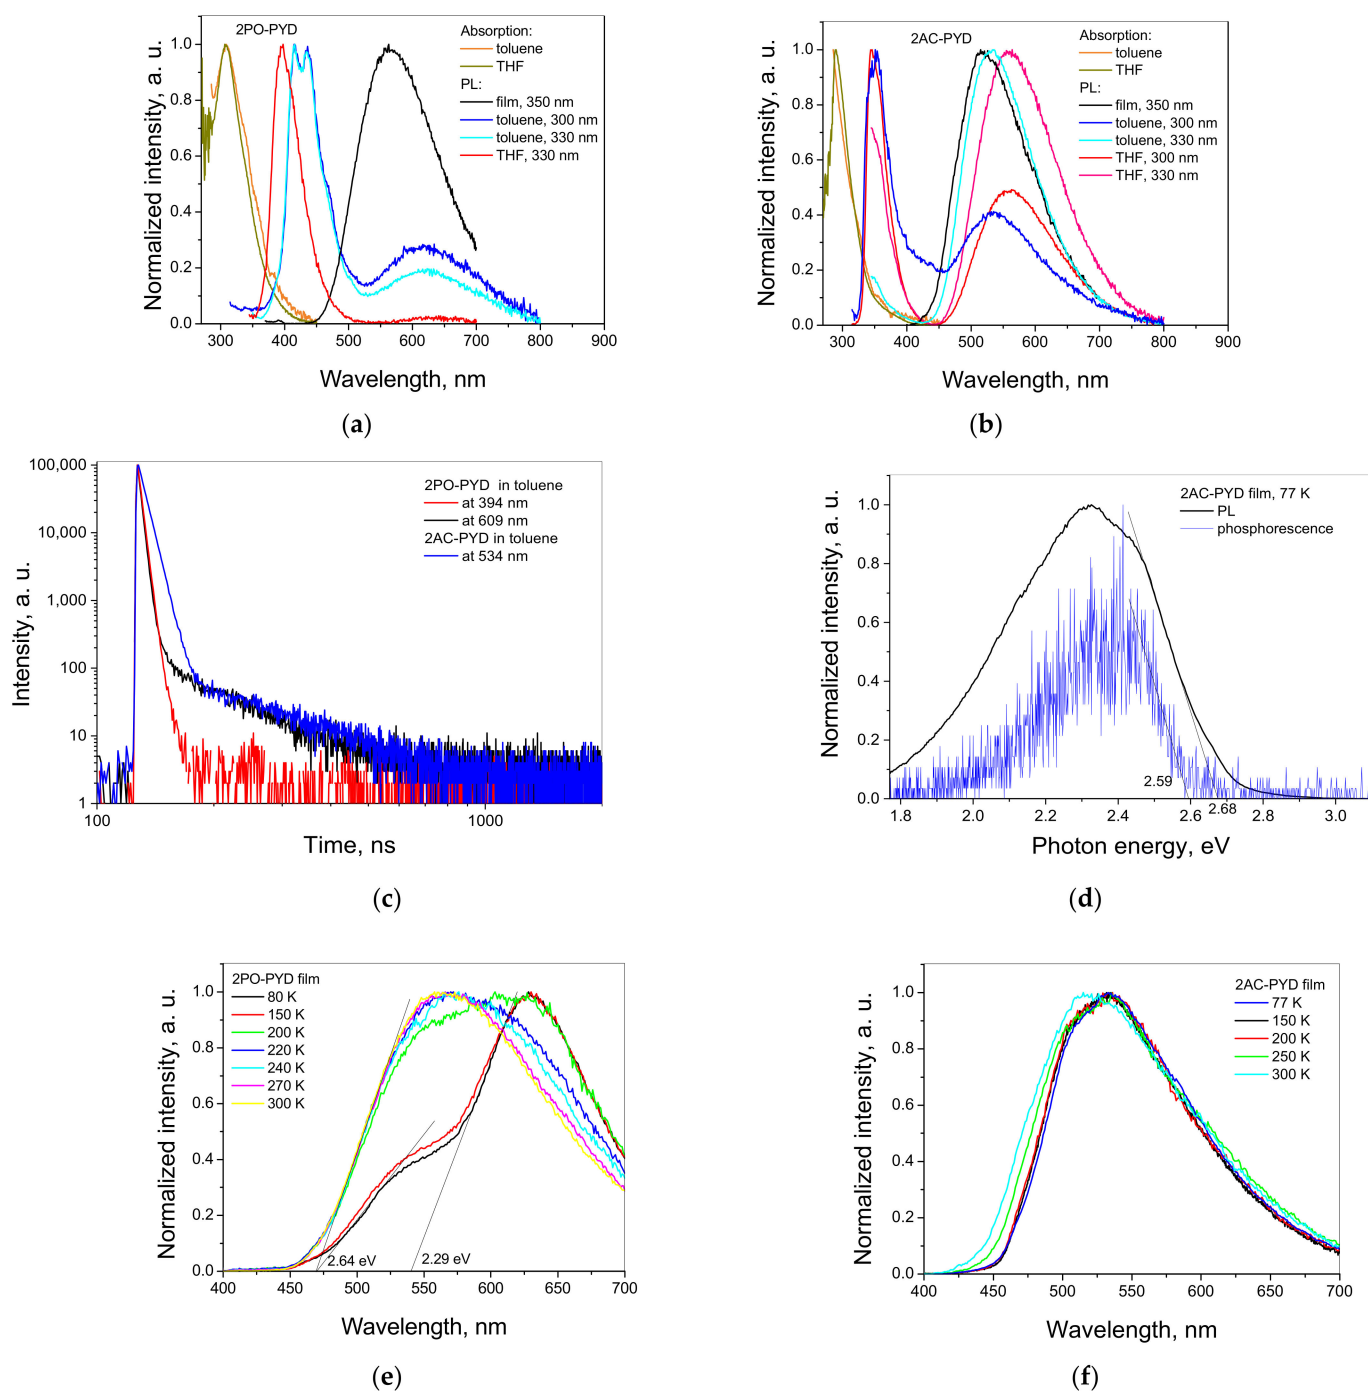 2PO-PYD
Absorption:
toluene
THF
PL:
film, 350 nm
toluene, 300 nm
toluene, 330 nm
THF, 330 nm
1.0
0.8
0.6
0.4
0.2
0.0
300 400 500 600 700 800 900
Normalized intensity, a. u.
Wavelength, nm
(a)
2AC-PYD
Absorption:
toluene
THF
PL:
film, 350 nm
toluene, 300 nm
toluene, 330 nm
THF, 300 nm
THF, 330 nm
1.0
0.8
0.6
0.4
0.2
0.0
300 400 500 600 700 800 900
Normalized intensity, a. u.
Wavelength, nm
(b)
2PO-PYD in toluene
at 394 nm
at 609 nm
2AC-PYD in toluene
at 534 nm
100,000
10,000
1,000
100
10
1
100 1000
Intensity, a. u.
Time, ns
(c)
2AC-PYD film, 77 K
PL
phosphorescence
1.0
0.8
0.6
0.4
0.2
0.0
2.59
2.68
1.8 2.0 2.2 2.4 2.6 2.8 3.0
Normalized intensity, a. u.
Photon energy, eV
(d)
2PO-PYD film
80 K
150 K
200 K
220 K
240 K
270 K
300 K
1.0
0.8
0.6
0.4
0.2
0.0
2.64 eV
2.29 eV
400 450 500 550 600 650 700
Normalized intensity, a. u.
Wavelength, nm
(e)
2AC-PYD film
77 K
150 K
200 K
250 K
300 K
1.0
0.8
0.6
0.4
0.2
0.0
400 450 500 550 600 650 700
Normalized intensity, a. u.
Wavelength, nm
(f)